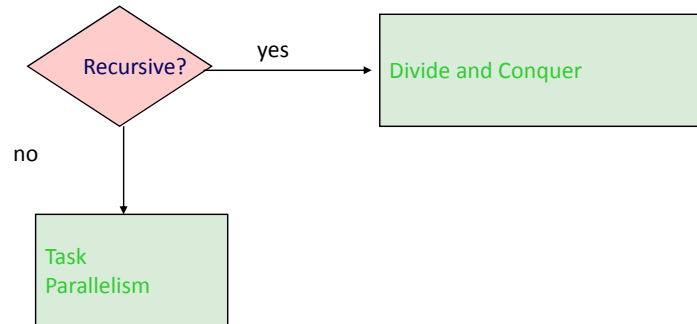 yes
Recursive?
Divide and Conquer
no
Task
Parallelism